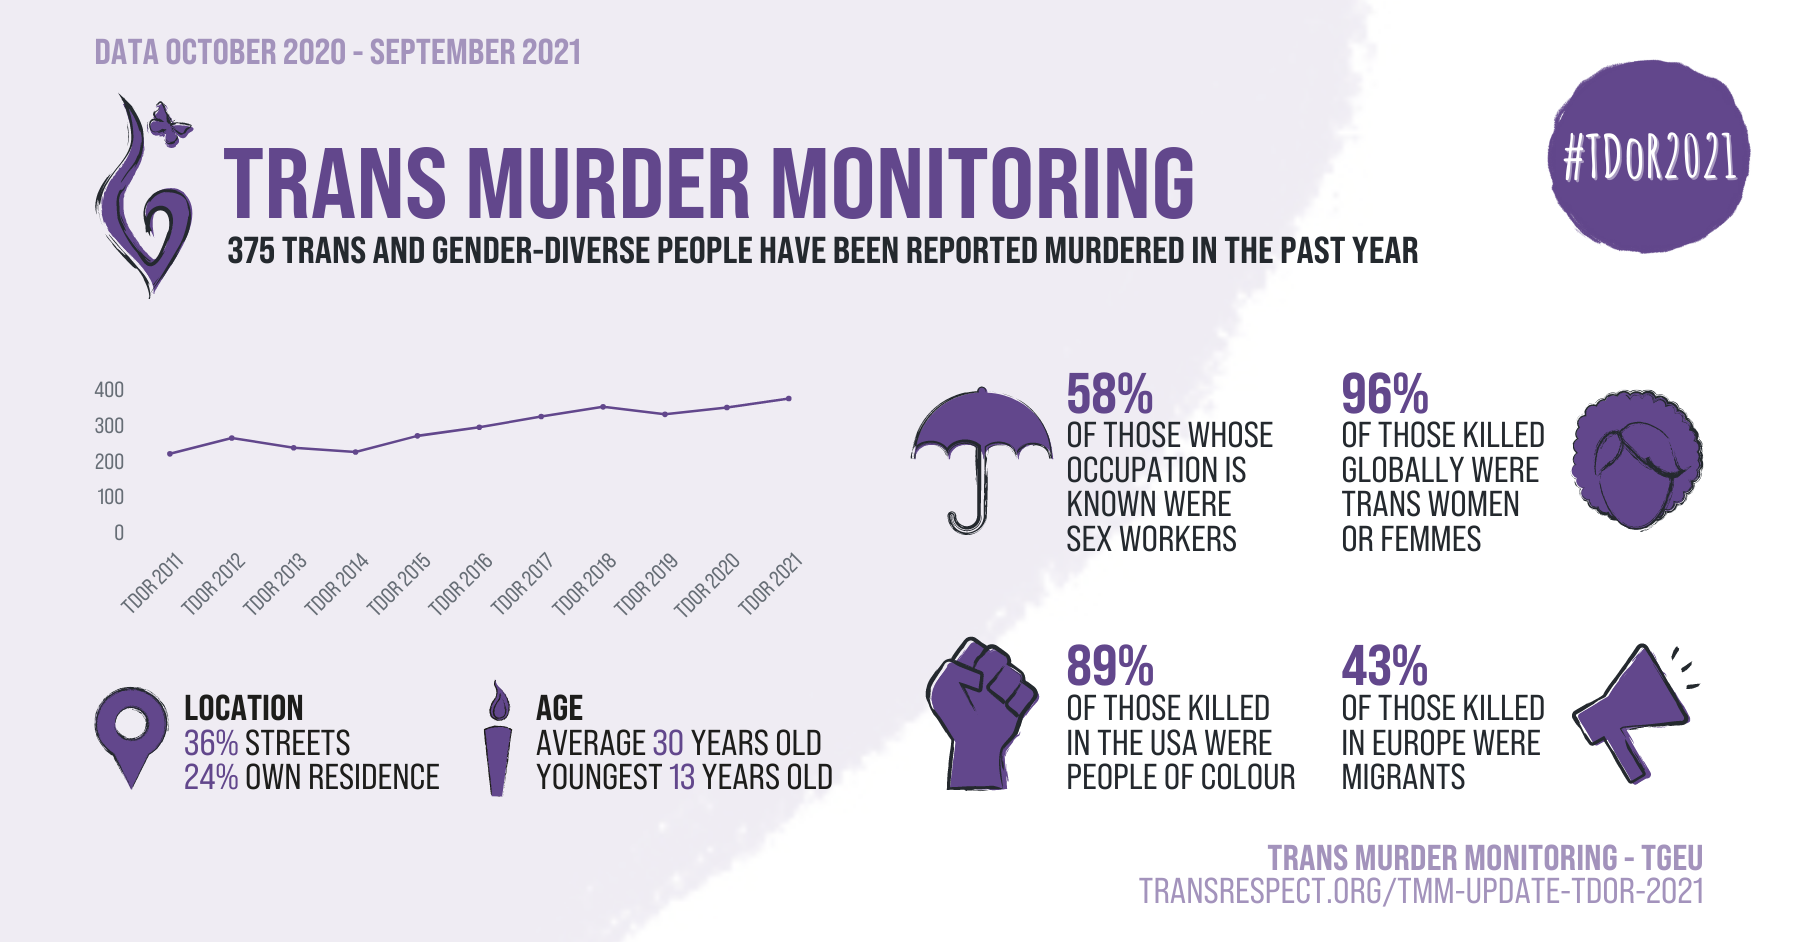 DATA OCTOBER 2020 - SEPTEMBER 2021
#TDoR2021
TRANS MURDER MONITORING
375 TRANS AND GENDER-DIVERSE PEOPLE HAVE BEEN REPORTED MURDERED IN THE PAST YEAR
400
300
200
100
0
TDOR 2011
TDOR 2012
TDOR 2013
TDOR 2014
TDOR 2015
TDOR 2016
TDOR 2017
TDOR 2018
TDOR 2019
TDOR 2020
TDOR 2021
58%
OF THOSE WHOSE
OCCUPATION IS
KNOWN WERE
SEX WORKERS
96%
OF THOSE KILLED
GLOBALLY WERE
TRANS WOMEN
OR FEMMES
LOCATION
36% STREETS
24% OWN RESIDENCE
AGE
AVERAGE 30 YEARS OLD
YOUNGEST 13 YEARS OLD
89%
OF THOSE KILLED
IN THE USA WERE
PEOPLE OF COLOUR
43%
OF THOSE KILLED
IN EUROPE WERE
MIGRANTS
TRANS MURDER MONITORING - TGEU
TRANSRESPECT.ORG/TMM-UPDATE-TDOR-2021